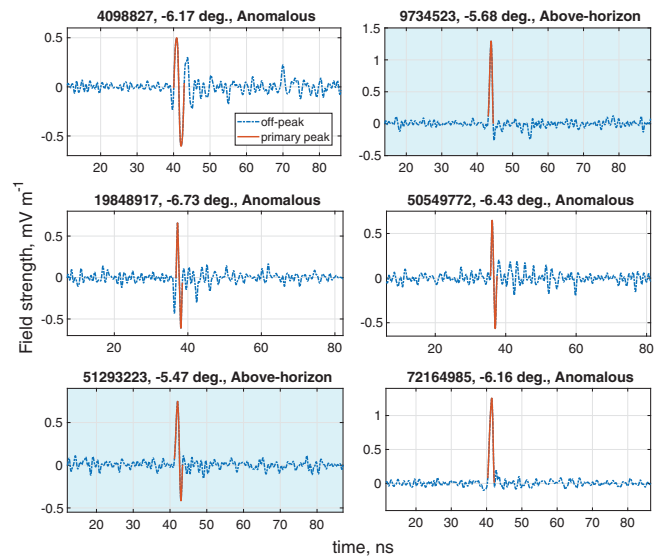 4098827, -6.17 deg., Anomalous
0.5
0
-0.5
20 30 40 50 60 70 80
off-peak
primary peak
9734523, -5.68 Above-horizon
1.5
1
0.5
0
-0.5
20 30 40 50 60 70 80
19848917, -6.73 deg., Anomalous
0.5
0
-0.5
20 40 60 80
50549772, -6.43 deg., Anomalous
0.5
0
-0.5
20 40 60 80
51293223, -5.47 deg., Above-horizon
0.5
0
-0.5
20 30 40 50 60 70 80
72164985, -6.16 deg., Anomalous
1
0.5
0
20 30 40 50 60 70 80
Field strength, mV m-1
time, ns